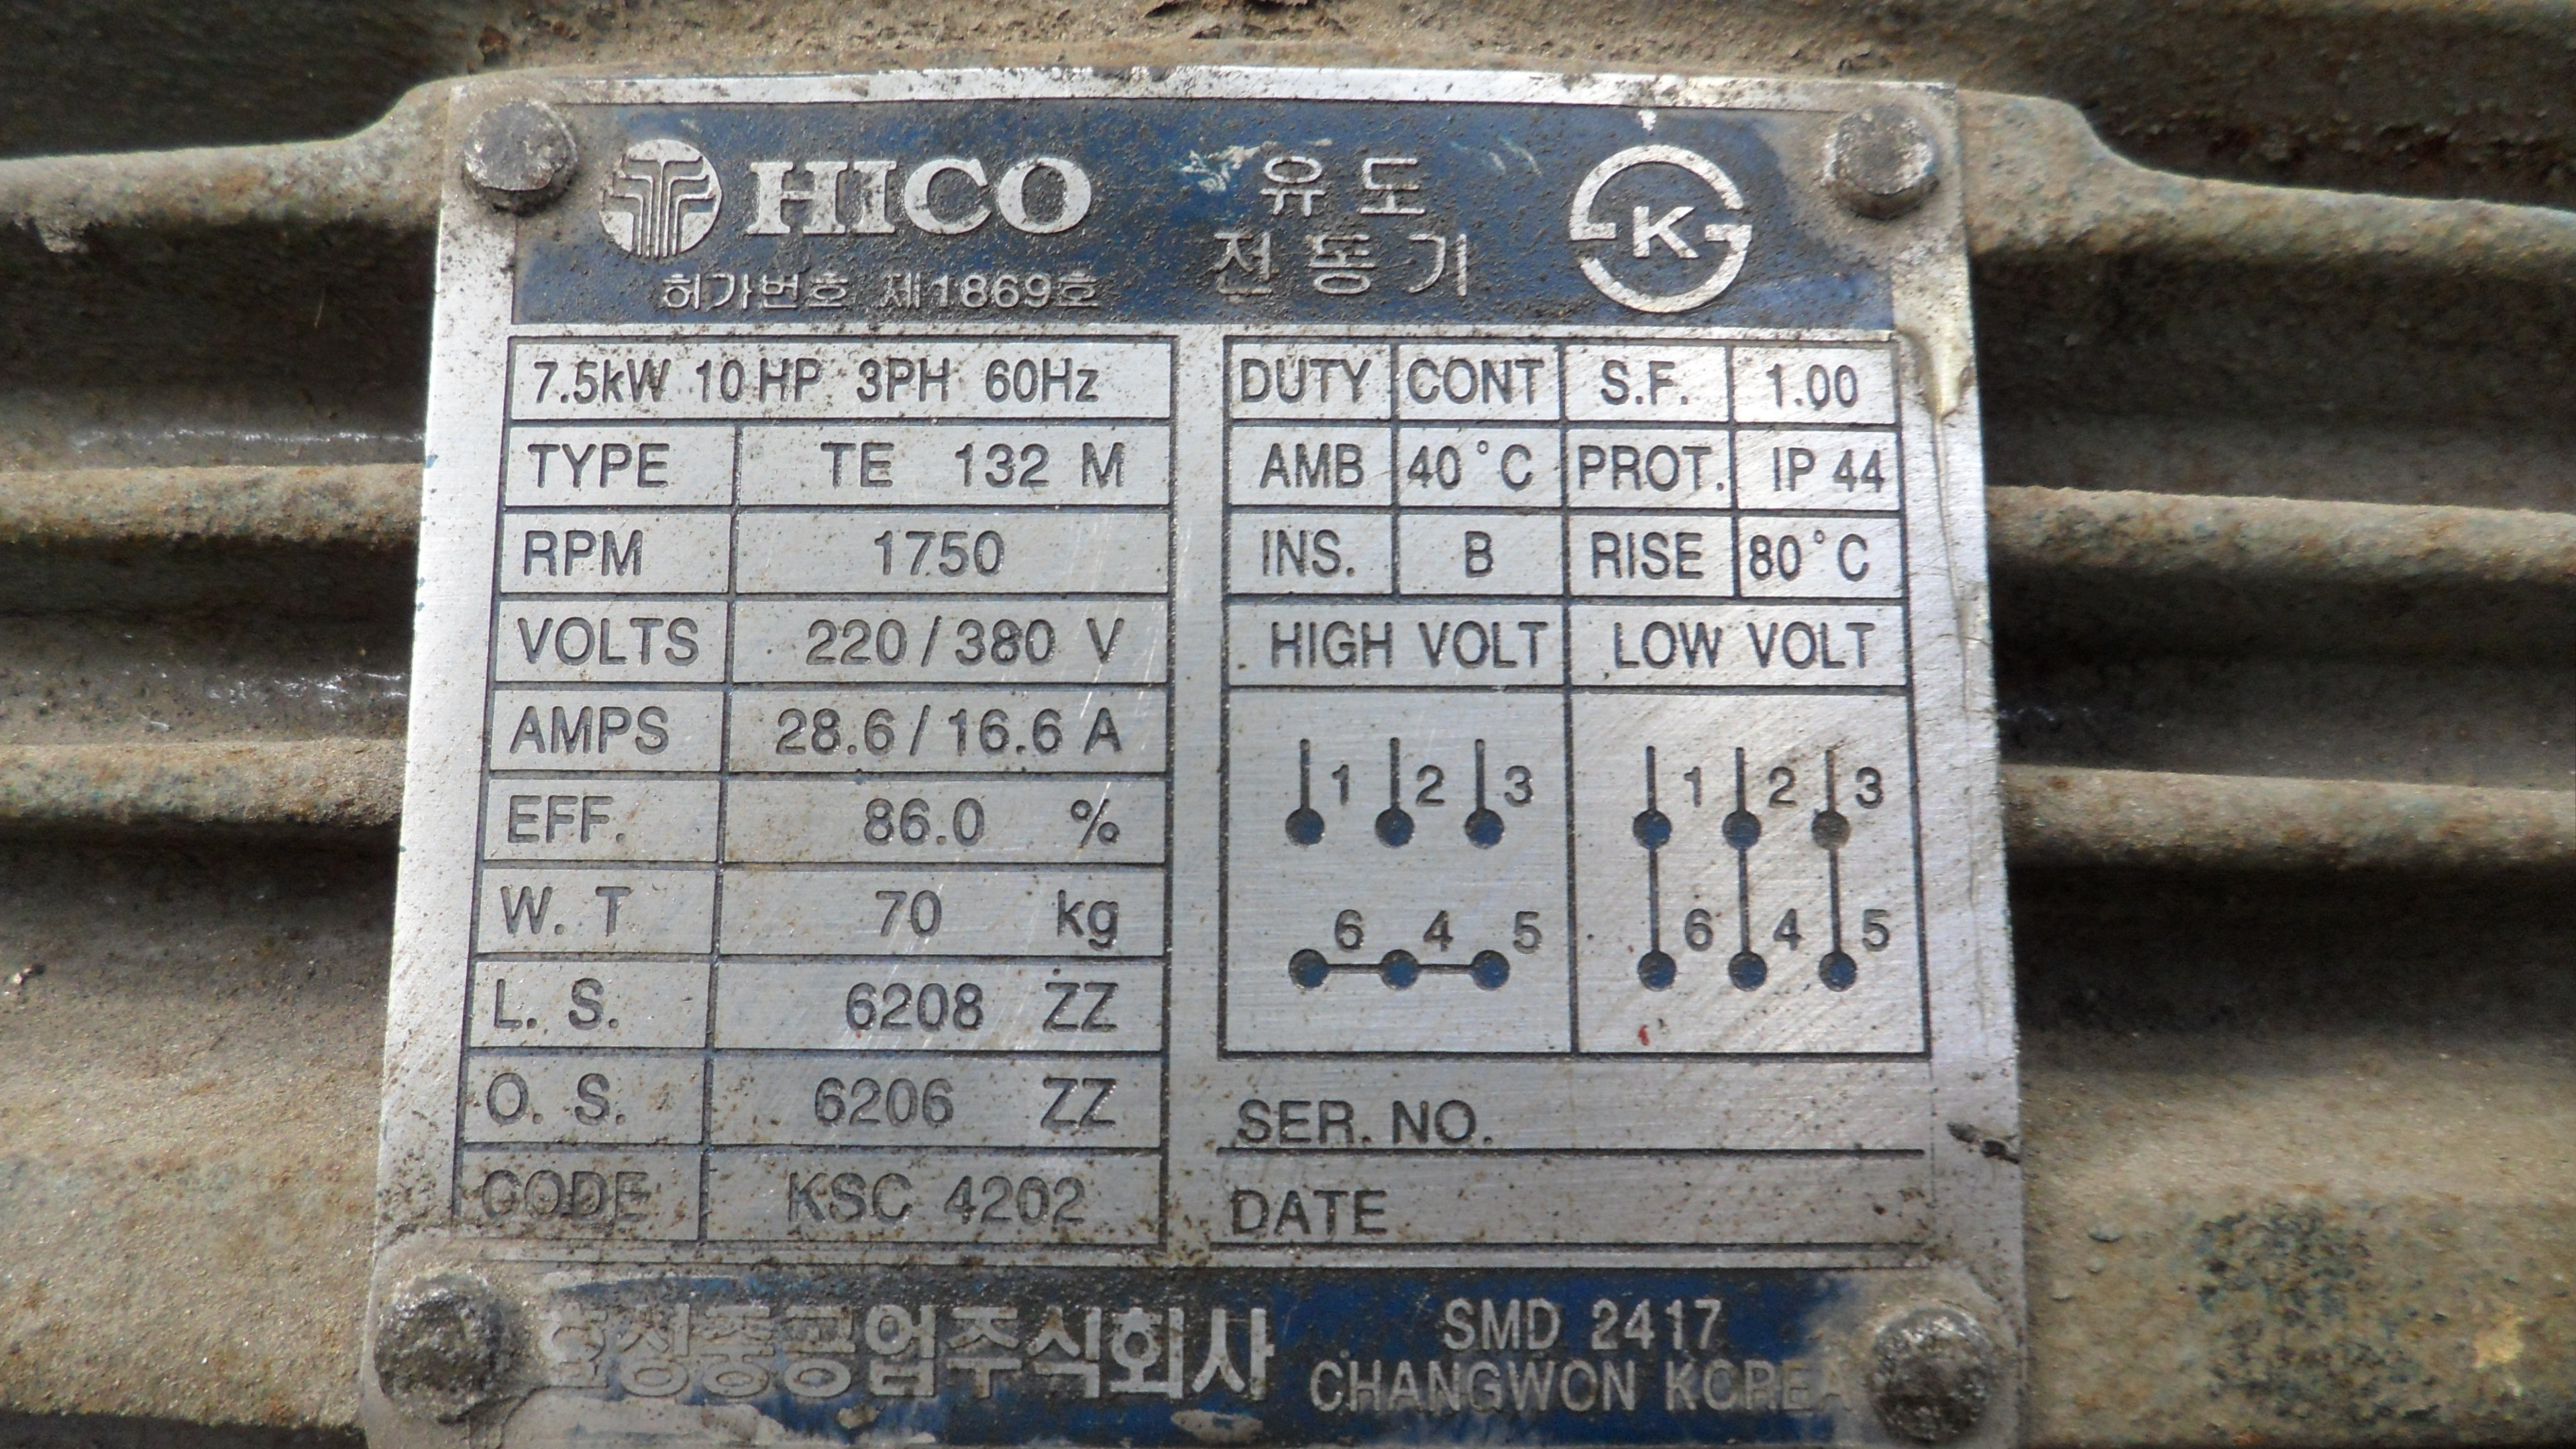 HICO
허가번호 제1869호
유도
전동기
K
7.5kW 10 HP 3PH 60Hz
TYPE TE 132 M
RPM 1750
VOLTS 220 / 380 V
AMPS 28.6 / 16.6 A
EFF. 86.0 %
W. T 70 kg
L. S. 6208 ZZ
O. S. 6206 ZZ
CODE KSC 4202
DUTY CONT S.F. 1.00
AMB 40°C PROT. IP 44
INS. B RISE 80°C
HIGH VOLT LOW VOLT
1 2 3 1 2 3
6 4 5 6 4 5
SER. NO.
DATE
효성중공업주식회사
SMD 2417
CHANGWON KOREA